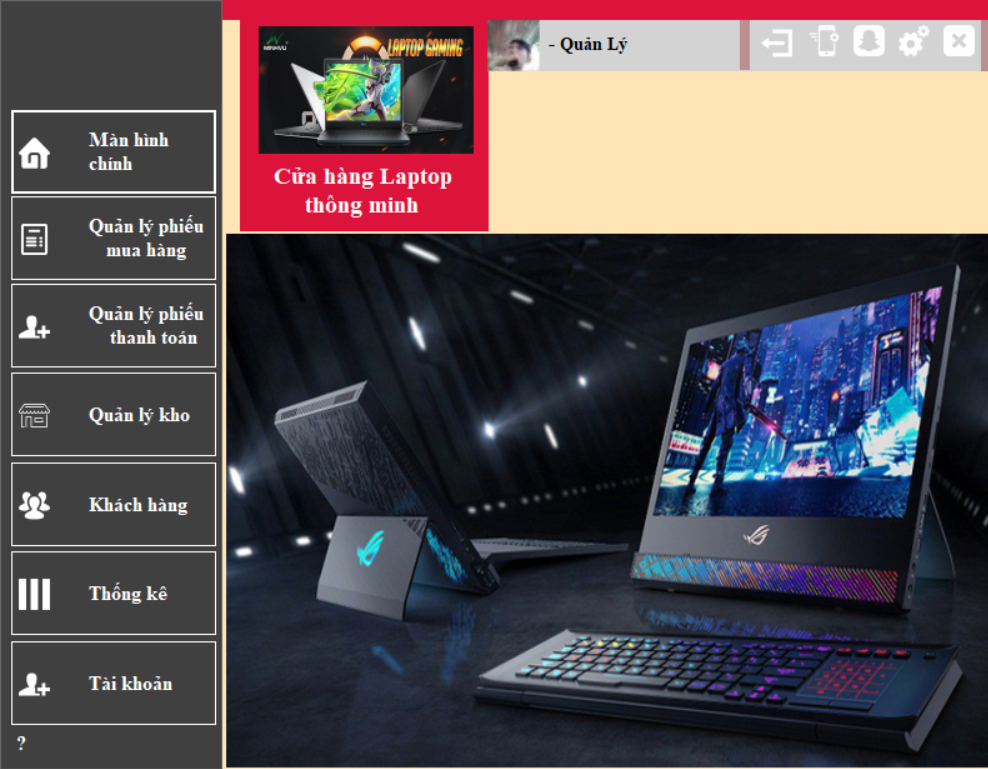 Màn hình
chính
Quản lý phiếu
mua hàng
Quản lý phiếu
thanh toán
Quản lý kho
Khách hàng
Thống kê
Tài khoản
?
MINHVU
LAPTOP GAMING
Cửa hàng Laptop
thông minh
- Quản Lý